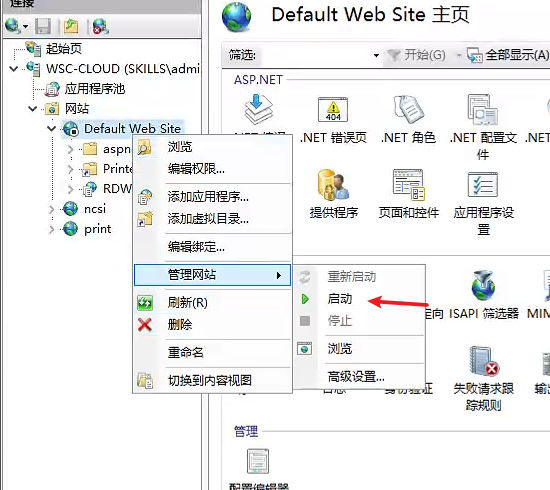 连接
Default Web Site 主页
筛选:
开始(G)
全部显示(A)
起始页
WSC-CLOUD (SKILLS\admi
应用程序池
网站
Default Web Site
aspn
Printe
RDW
ncsi
print
浏览
编辑权限...
添加应用程序...
添加虚拟目录...
编辑绑定...
管理网站
刷新(R)
删除
重命名
切换到内容视图
重新启动
启动
停止
浏览
高级设置...
ASP.NET
404
.NET 错误页
.NET 角色
.NET 配置文
件
提供程序
页面和控件
应用程序设
置
定向
ISAPI 筛选器
MIM
失败请求跟
踪规则
输出
管理
配置编辑器